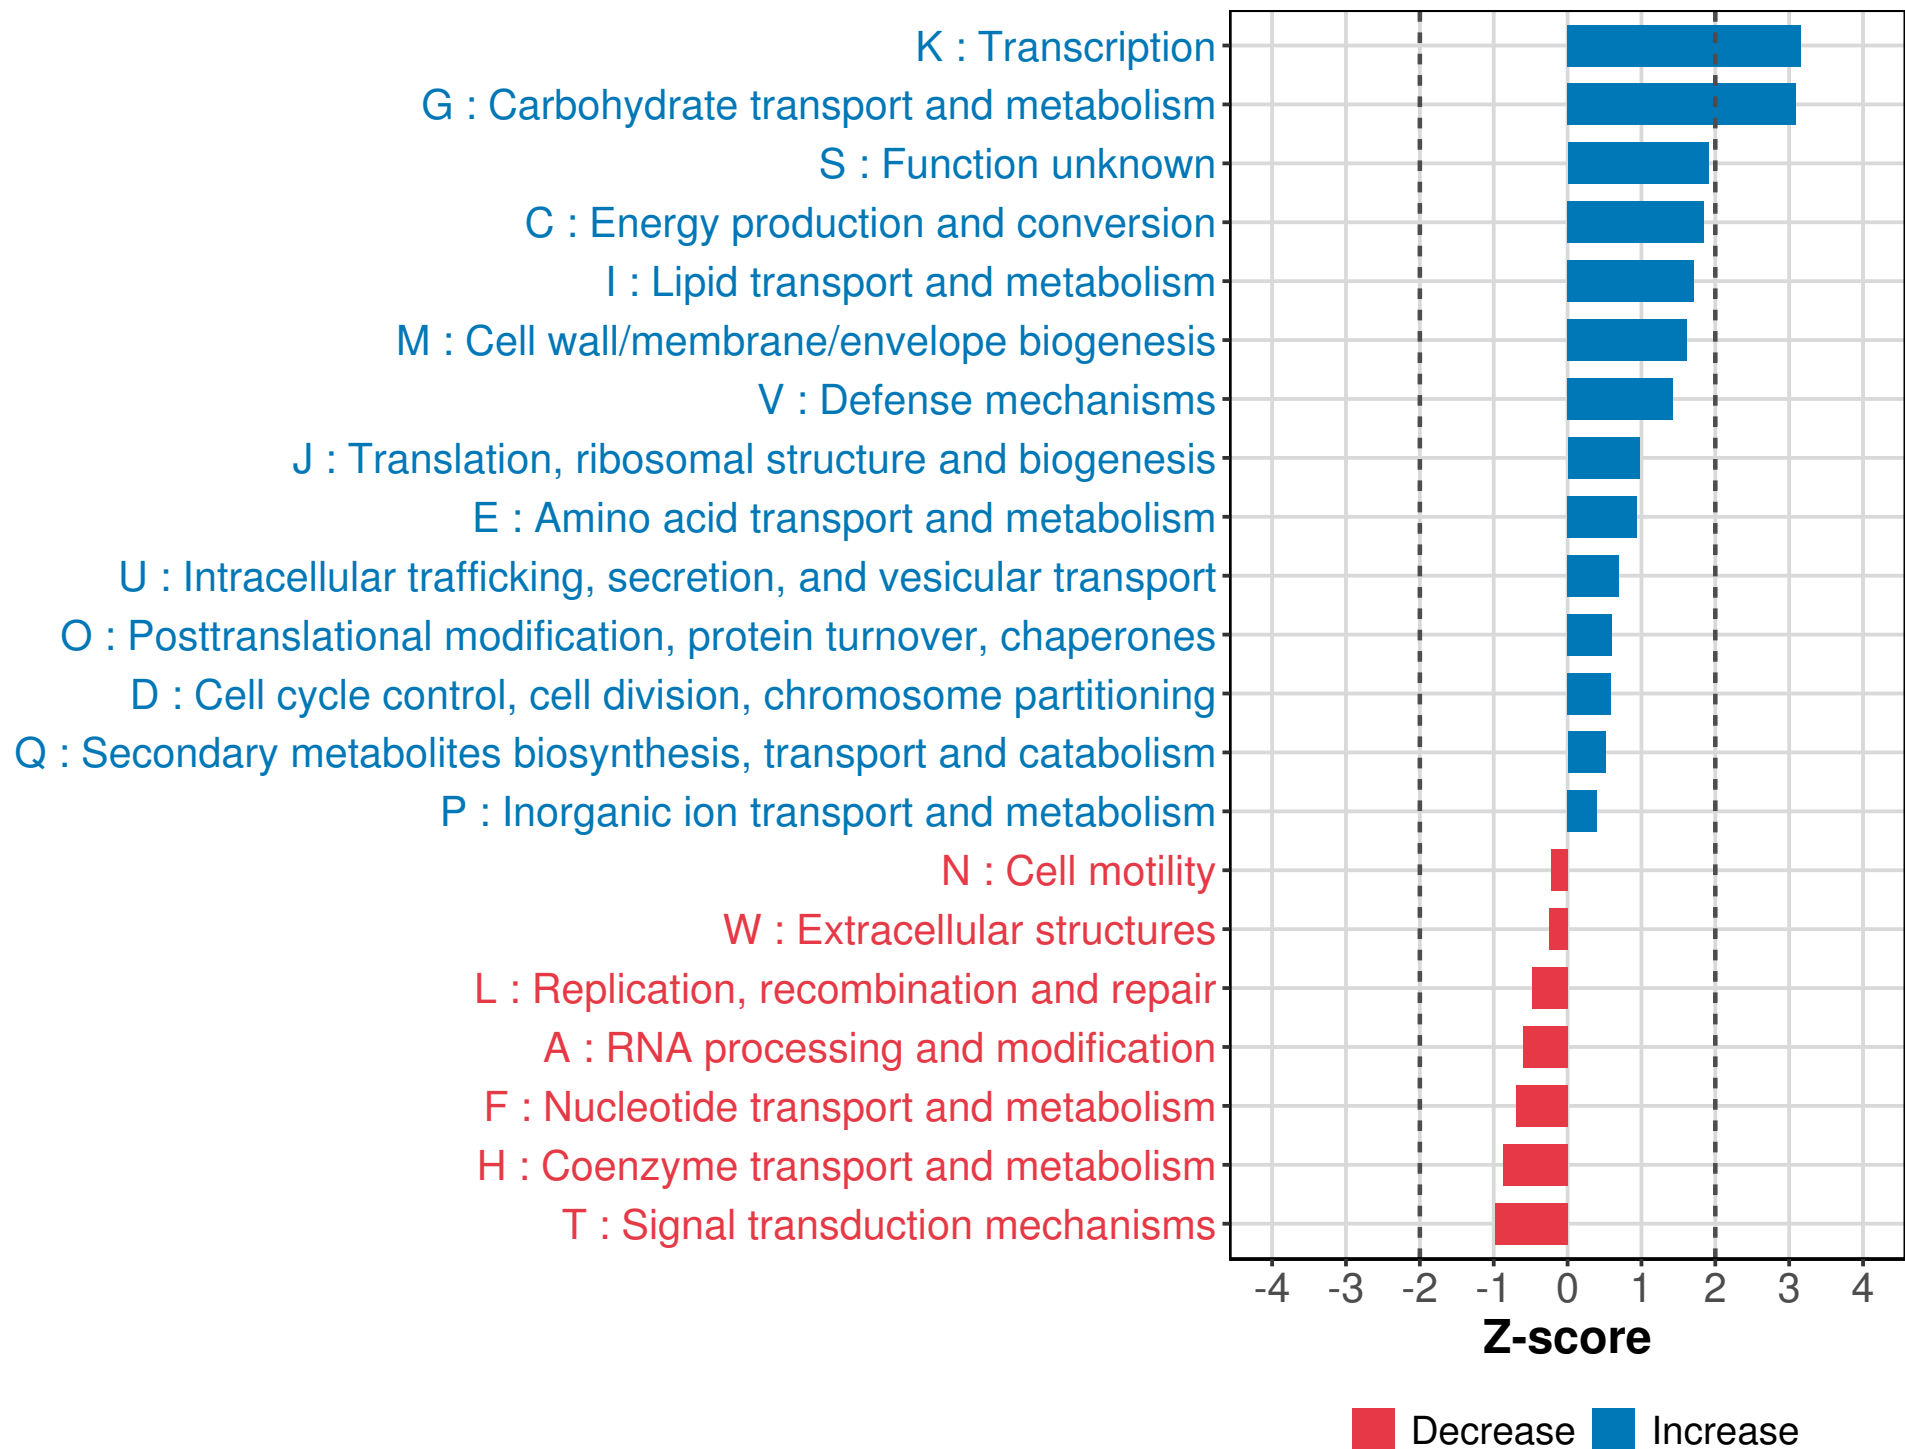 K : Transcription
G : Carbohydrate transport and metabolism
S : Function unknown
C : Energy production and conversion
I : Lipid transport and metabolism
M : Cell wall/membrane/envelope biogenesis
V : Defense mechanisms
J : Translation, ribosomal structure and biogenesis
E : Amino acid transport and metabolism
U : Intracellular trafficking, secretion, and vesicular transport
O : Posttranslational modification, protein turnover, chaperones
D : Cell cycle control, cell division, chromosome partitioning
Q : Secondary metabolites biosynthesis, transport and catabolism
P : Inorganic ion transport and metabolism
N : Cell motility
W : Extracellular structures
L : Replication, recombination and repair
A : RNA processing and modification
F : Nucleotide transport and metabolism
H : Coenzyme transport and metabolism
T : Signal transduction mechanisms
-4 -3 -2 -1 0 1 2 3 4
Z-score
Decrease Increase